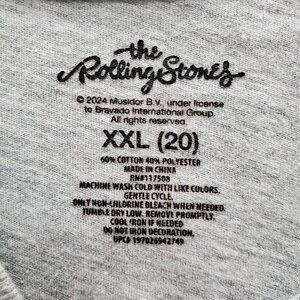 the
Rolling Stones
© 2024 Musidor B.V., under license
to Bravado International Group.
All rights reserved.
XXL (20)
60% COTTON 40% POLYESTER
MADE IN CHINA
RN#117508
MACHINE WASH COLD WITH LIKE COLORS.
GENTLE CYCLE.
ONLY NON-CHLORINE BLEACH WHEN NEEDED.
TUMBLE DRY LOW. REMOVE PROMPTLY.
COOL IRON IF NEEDED
DO NOT IRON DECORATION.
UPC# 197026942749